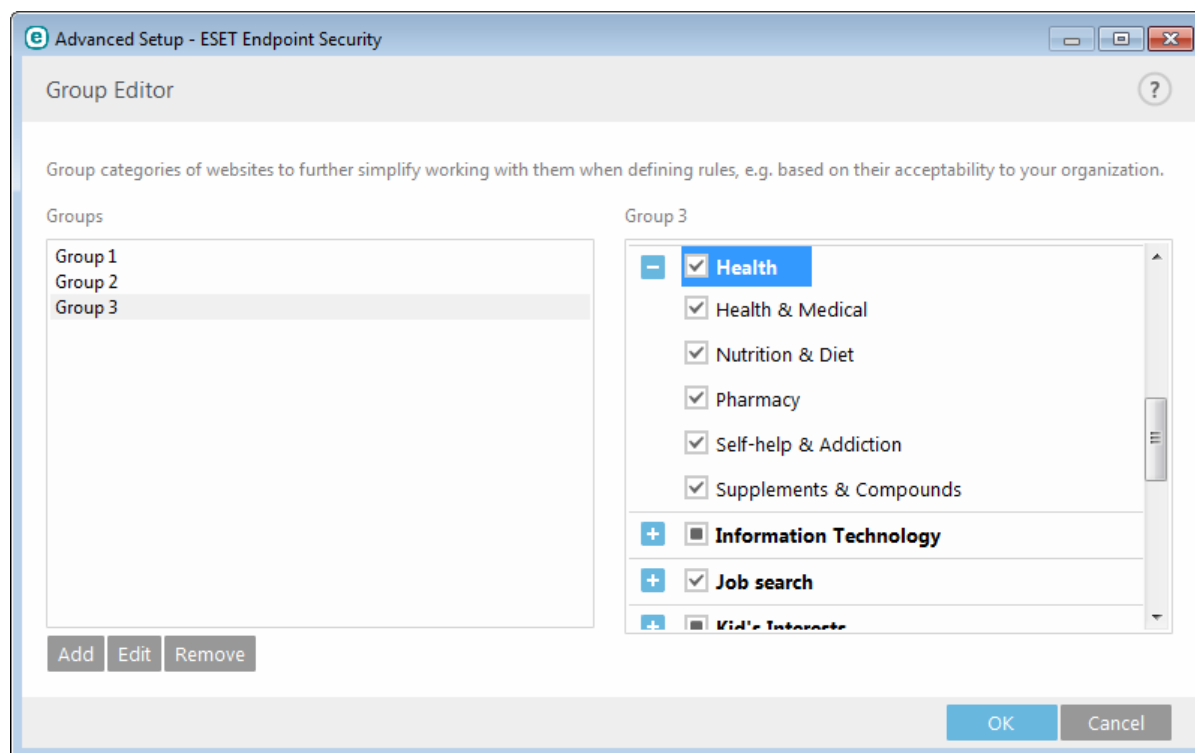 e Advanced Setup - ESET Endpoint Security
Group Editor
?
Group categories of websites to further simplify working with them when defining rules, e.g. based on their acceptability to your organization.
Groups
Group 1
Group 2
Group 3
Group 3
Health
Health & Medical
Nutrition & Diet
Pharmacy
Self-help & Addiction
Supplements & Compounds
Information Technology
Job search
Kid's Interests
Add Edit Remove
OK Cancel